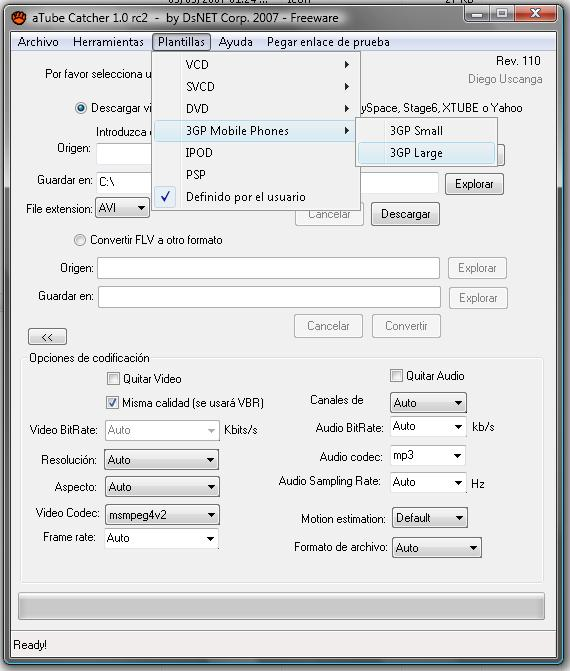 aTube Catcher 1.0 rc2 - by DsNET Corp. 2007 - Freeware
Archivo Herramientas Plantillas Ayuda Pegar enlace de prueba
Rev. 110
Diego Uscanga
Por favor selecciona u
VCD
SVCD
DVD
3GP Mobile Phones
IPOD
PSP
Definido por el usuario
3GP Small
3GP Large
Descargar vi ySpace, Stage6, XTUBE o Yahoo
Introduzca
Origen:
Guardar en: C:\ Explorar
File extension: AVI Cancelar Descargar
Convertir FLV a otro formato
Origen: Explorar
Guardar en: Explorar
Cancelar Convertir
<<
Opciones de codificación
Quitar Video Quitar Audio
Misma calidad (se usará VBR) Canales de Auto
Video BitRate: Auto Kbits/s Audio BitRate: Auto kb/s
Resolución: Auto Audio codec: mp3
Aspecto: Auto Audio Sampling Rate: Auto Hz
Video Codec: msmpeg4v2 Motion estimation: Default
Frame rate: Auto Formato de archivo: Auto
Ready!